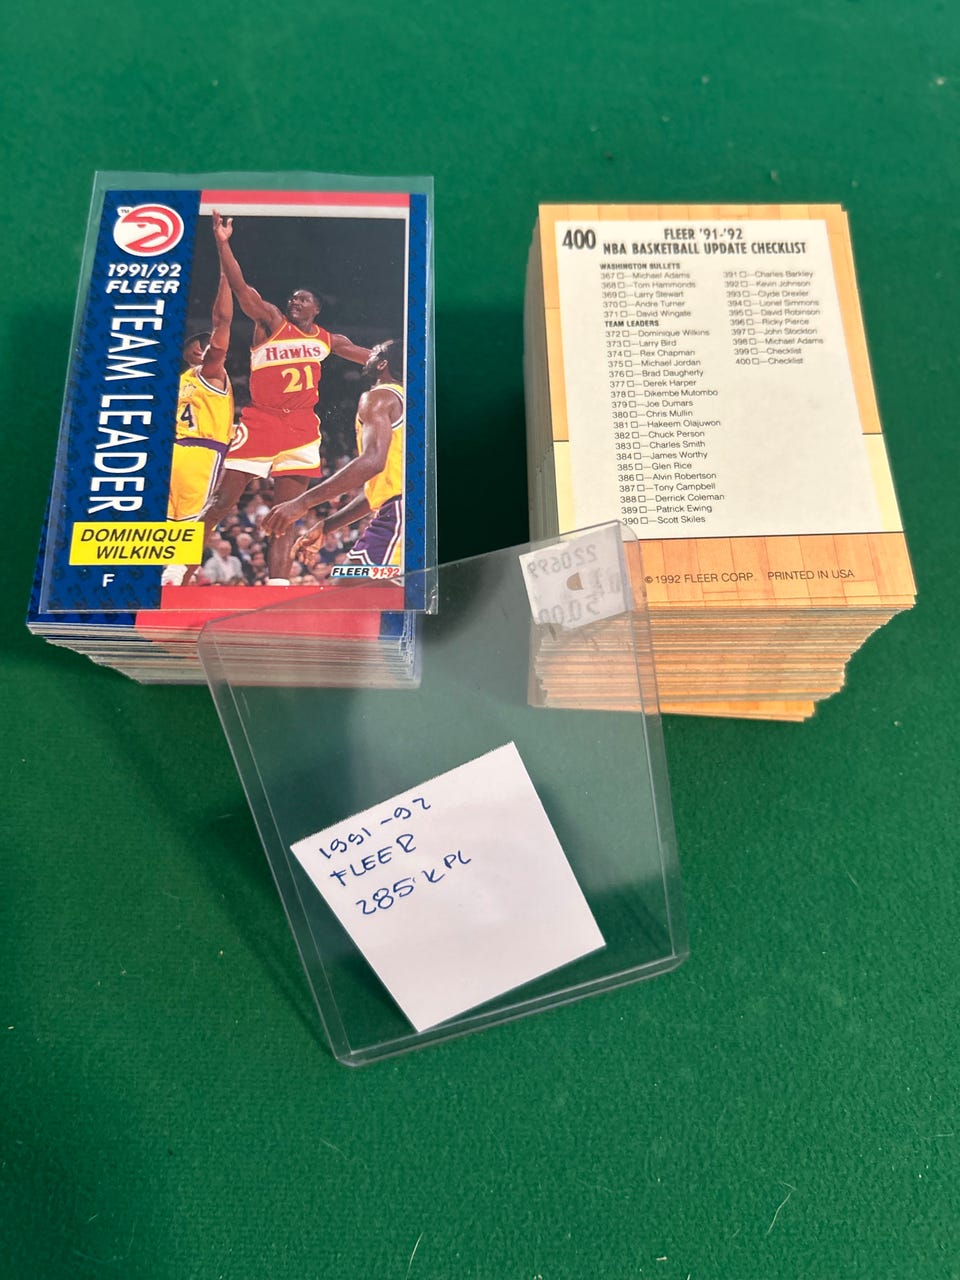 TM
1991/92
FLEER
TEAM LEADER
DOMINIQUE
WILKINS
F
Hawks
21
4
FLEER '91-'92
400
FLEER '91-'92
NBA BASKETBALL UPDATE CHECKLIST
WASHINGTON BULLETS
367 □—Michael Adams
368 □—Tom Hammonds
369 □—Larry Stewart
370 □—Andre Turner
371 □—David Wingate
TEAM LEADERS
372 □—Dominique Wilkins
373 □—Larry Bird
374 □—Rex Chapman
375 □—Michael Jordan
376 □—Brad Daugherty
377 □—Derek Harper
378 □—Dikembe Mutombo
379 □—Joe Dumars
380 □—Chris Mullin
381 □—Hakeem Olajuwon
382 □—Chuck Person
383 □—Charles Smith
384 □—James Worthy
385 □—Glen Rice
386 □—Alvin Robertson
387 □—Tony Campbell
388 □—Derrick Coleman
389 □—Patrick Ewing
390 □—Scott Skiles
391 □—Charles Barkley
392 □—Kevin Johnson
393 □—Clyde Drexler
394 □—Lionel Simmons
395 □—David Robinson
396 □—Ricky Pierce
397 □—John Stockton
398 □—Michael Adams
399 □—Checklist
400 □—Checklist
© 1992 FLEER CORP. PRINTED IN USA
220699
1991-92
FLEER
285 KPL